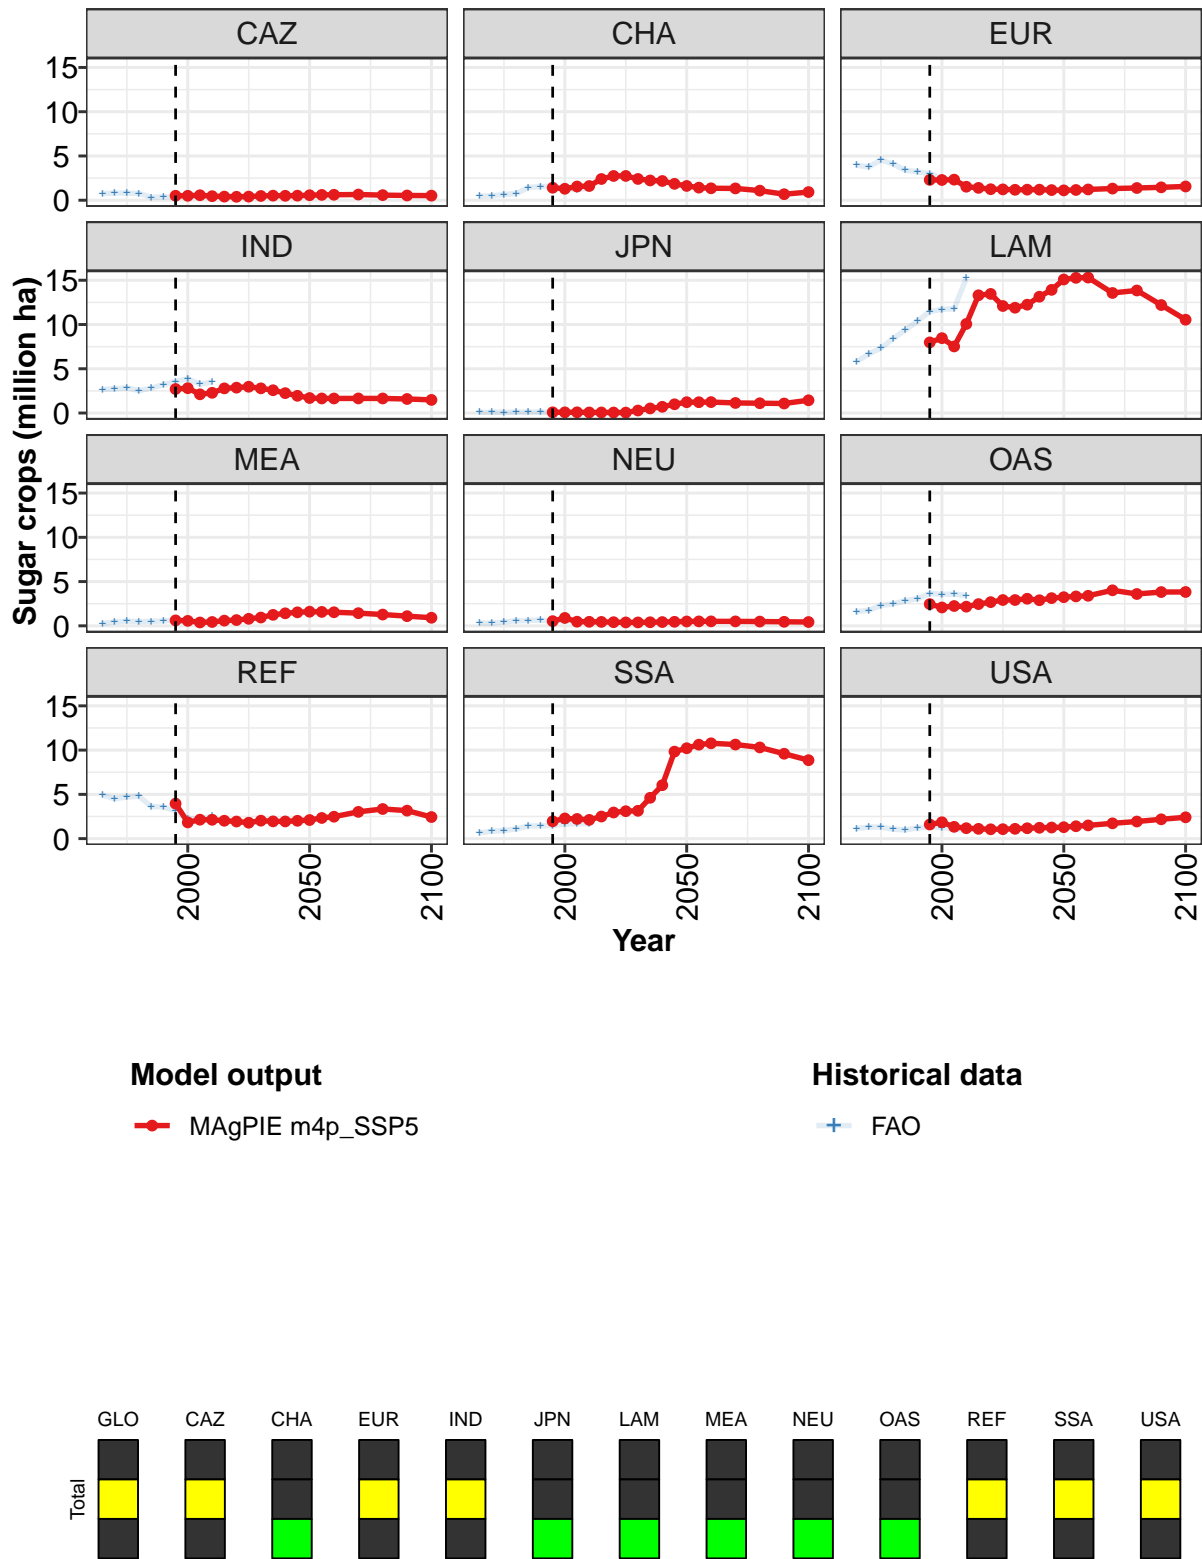 CAZ CHA EUR
15
10
5
0
IND JPN LAM
15
10
5
0
MEA NEU OAS
15
10
5
0
REF SSA USA
15
10
5
0
Sugar crops (million ha)
2000 2050 2100 2000 2050 2100 2000 2050 2100
Year
Model output Historical data
MAgPIE m4p_SSP5 FAO
GLO CAZ CHA EUR IND JPN LAM MEA NEU OAS REF SSA USA
Total